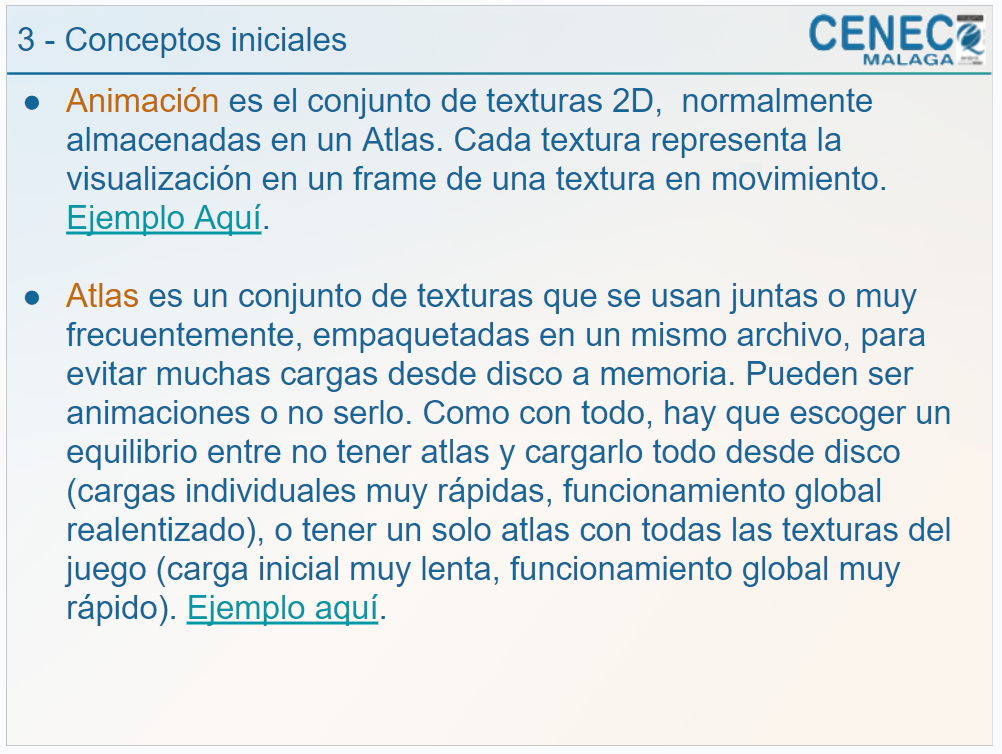 3 - Conceptos iniciales
CENEC
MALAGA
● Animación es el conjunto de texturas 2D,  normalmente
almacenadas en un Atlas. Cada textura representa la
visualización en un frame de una textura en movimiento.
Ejemplo Aquí.
● Atlas es un conjunto de texturas que se usan juntas o muy
frecuentemente, empaquetadas en un mismo archivo, para
evitar muchas cargas desde disco a memoria. Pueden ser
animaciones o no serlo. Como con todo, hay que escoger un
equilibrio entre no tener atlas y cargarlo todo desde disco
(cargas individuales muy rápidas, funcionamiento global
realentizado), o tener un solo atlas con todas las texturas del
juego (carga inicial muy lenta, funcionamiento global muy
rápido). Ejemplo aquí.